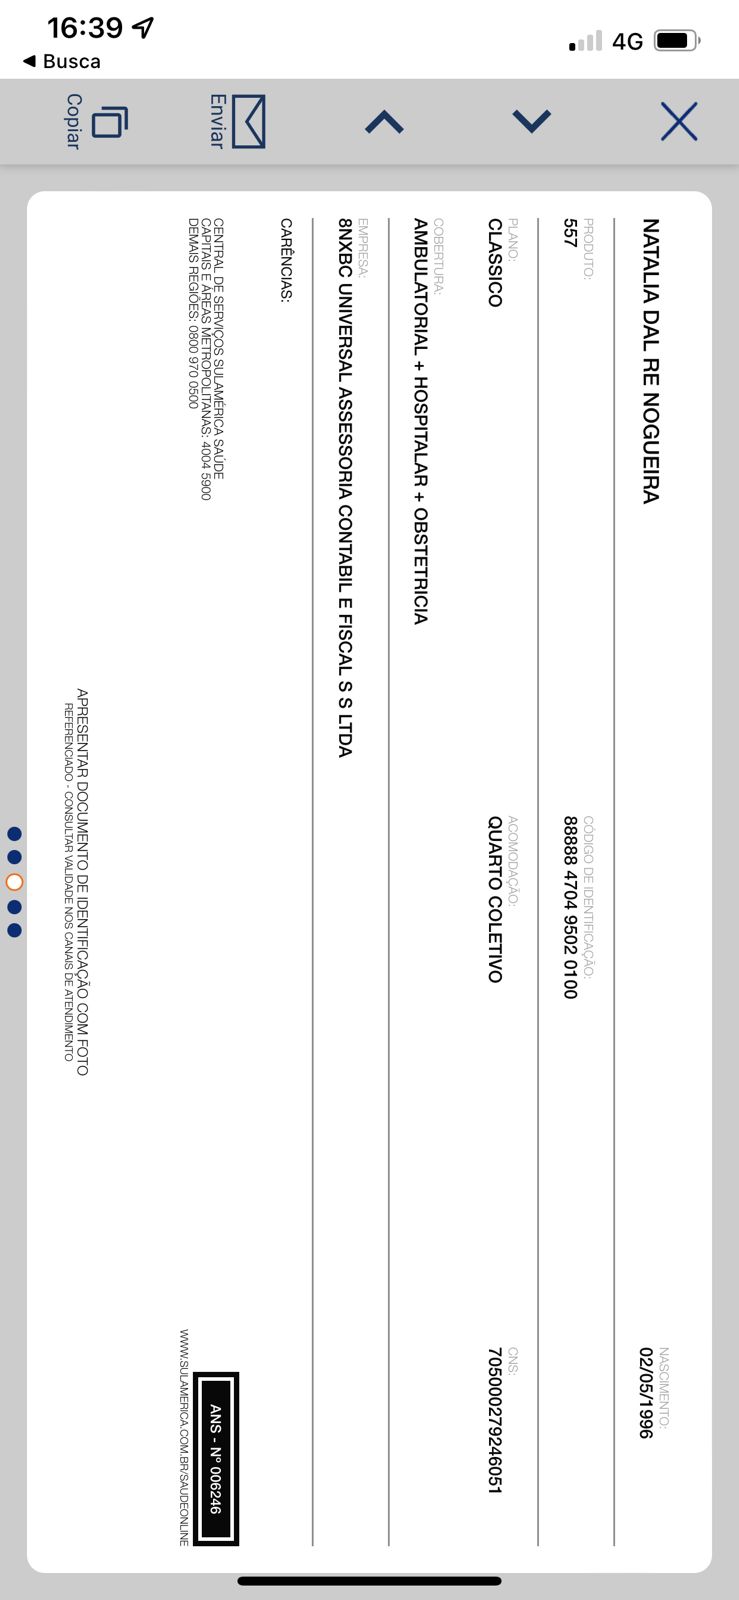 16:39
4G
◀ Busca
Copiar
Enviar
NATALIA DAL RE NOGUEIRA
NASCIMENTO:
02/05/1996
PRODUTO:
557
CÓDIGO DE IDENTIFICAÇÃO:
88888 4704 9502 0100
PLANO:
CLASSICO
ACOMODAÇÃO:
QUARTO COLETIVO
CNS:
705000279246051
COBERTURA:
AMBULATORIAL + HOSPITALAR + OBSTETRICIA
EMPRESA:
8NXBC UNIVERSAL ASSESSORIA CONTABIL E FISCAL S S LTDA
CARÊNCIAS:
CENTRAL DE SERVIÇOS SULAMÉRICA SAÚDE
CAPITAIS E ÁREAS METROPOLITANAS: 4004 5900
DEMAIS REGIÕES: 0800 970 0500
ANS - Nº 006246
WWW.SULAMERICA.COM.BR/SAUDEONLINE
APRESENTAR DOCUMENTO DE IDENTIFICAÇÃO COM FOTO
REFERENCIADO - CONSULTAR VALIDADE NOS CANAIS DE ATENDIMENTO